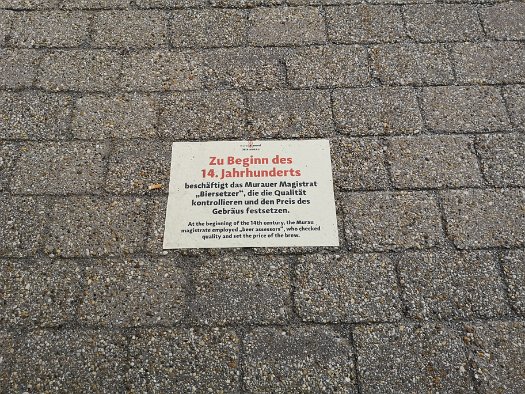 Zu Beginn des
14. Jahrhunderts
beschäftigt das Murauer Magistrat
„Biersetzer", die die Qualität
kontrollieren und den Preis des
Gebräus festsetzen.
At the beginning of the 14th century, the Murau
magistrate employed „beer assessors", who checked
quality and set the price of the brew.